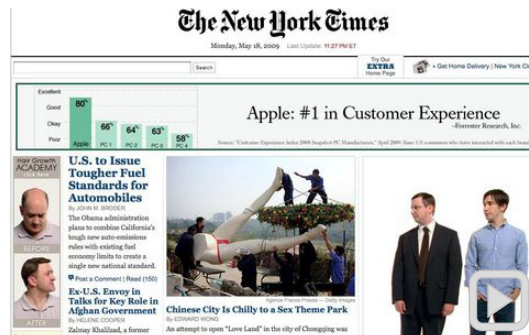 The New York Times
Monday, May 18, 2009 Last Update: 11:27 PM ET
Search
Try Our
EXTRA
Home Page
Get Home Delivery | New York Ci
Excellent
Good
Okay
Poor
80%
66%
64%
63%
58%
Apple
PC 1
PC 2
PC 3
PC 4
Apple: #1 in Customer Experience
–Forrester Research, Inc.
Hair Growth
ACADEMY
click here
BEFORE
AFTER
U.S. to Issue
Tougher Fuel
Standards for
Automobiles
By JOHN M. BRODER
The Obama administration
plans to combine California's
tough new auto-emissions
rules with existing fuel
economy limits to create a
single new national standard.
Post a Comment | Read (150)
Ex-U.S. Envoy in
Talks for Key Role in
Afghan Government
By HELENE COOPER
Zalmay Khalilzad, a former
Agence France-Presse — Getty Images
Chinese City Is Chilly to a Sex Theme Park
By EDWARD WONG
An attempt to open "Love Land" in the city of Chongqing was